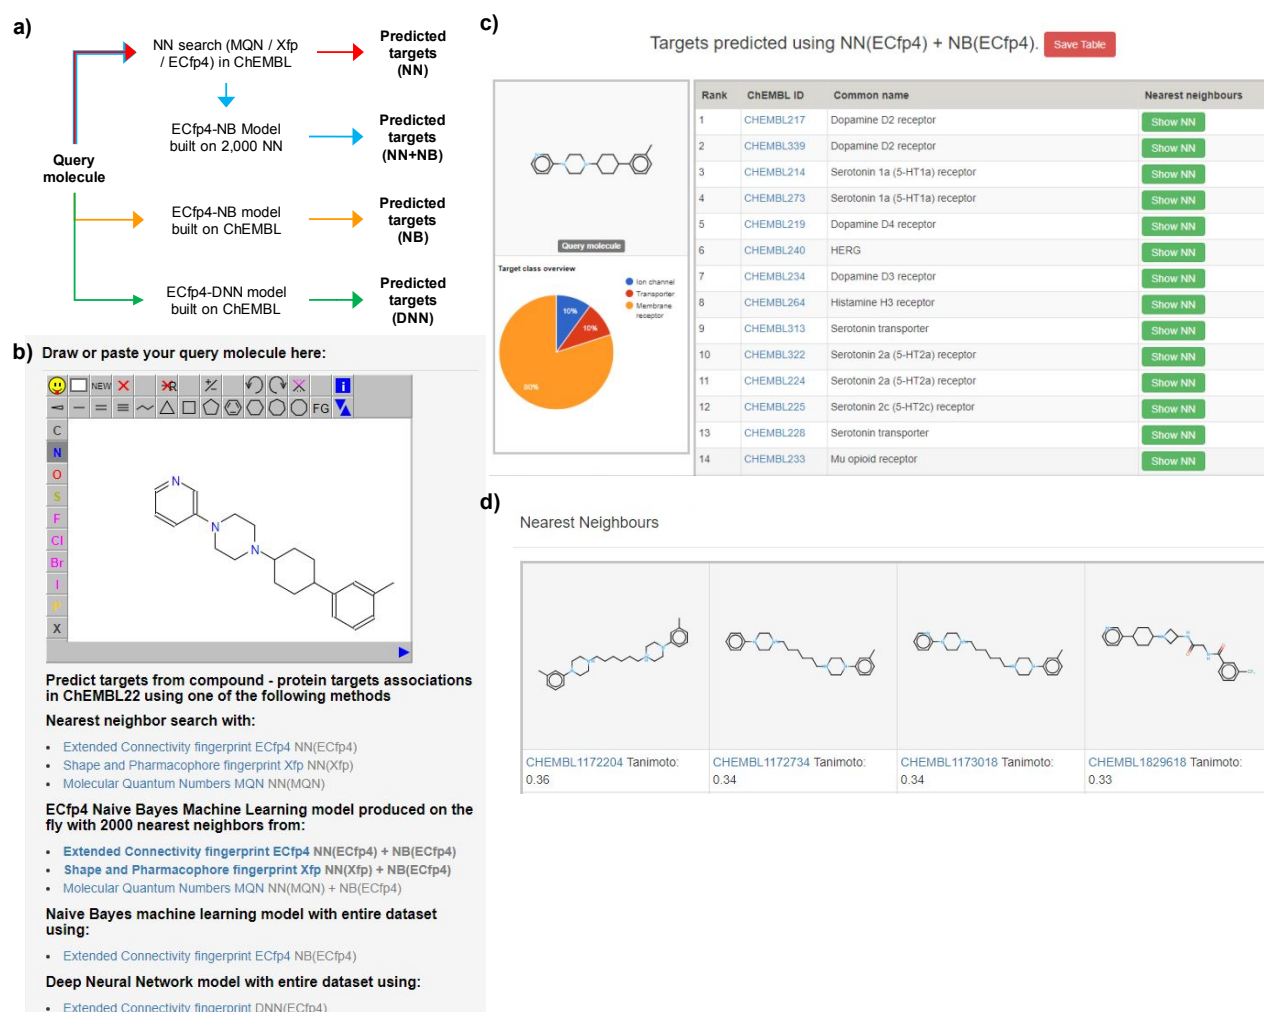 a)
NN search (MQN / Xfp
/ ECfp4) in ChEMBL
Predicted
targets
(NN)
ECfp4-NB Model
built on 2,000 NN
Predicted
targets
(NN+NB)
Query
molecule
ECfp4-NB model
built on ChEMBL
Predicted
targets
(NB)
ECfp4-DNN model
built on ChEMBL
Predicted
targets
(DNN)
b) Draw or paste your query molecule here:
NEW
R
+/-
i
FG
C
N
O
S
F
Cl
Br
I
P
X
N
N
N
Predict targets from compound - protein targets associations
in ChEMBL22 using one of the following methods
Nearest neighbor search with:
• Extended Connectivity fingerprint ECfp4 NN(ECfp4)
• Shape and Pharmacophore fingerprint Xfp NN(Xfp)
• Molecular Quantum Numbers MQN NN(MQN)
ECfp4 Naive Bayes Machine Learning model produced on the
fly with 2000 nearest neighbors from:
• Extended Connectivity fingerprint ECfp4 NN(ECfp4) + NB(ECfp4)
• Shape and Pharmacophore fingerprint Xfp NN(Xfp) + NB(ECfp4)
• Molecular Quantum Numbers MQN NN(MQN) + NB(ECfp4)
Naive Bayes machine learning model with entire dataset
using:
• Extended Connectivity fingerprint ECfp4 NB(ECfp4)
Deep Neural Network model with entire dataset using:
• Extended Connectivity fingerprint DNN(ECfp4)
c)
Targets predicted using NN(ECfp4) + NB(ECfp4). Save Table
Query molecule
Target class overview
Ion channel
Transporter
Membrane
receptor
10%
10%
80%
Rank ChEMBL ID Common name Nearest neighbours
1 CHEMBL217 Dopamine D2 receptor Show NN
2 CHEMBL339 Dopamine D2 receptor Show NN
3 CHEMBL214 Serotonin 1a (5-HT1a) receptor Show NN
4 CHEMBL273 Serotonin 1a (5-HT1a) receptor Show NN
5 CHEMBL219 Dopamine D4 receptor Show NN
6 CHEMBL240 HERG Show NN
7 CHEMBL234 Dopamine D3 receptor Show NN
8 CHEMBL264 Histamine H3 receptor Show NN
9 CHEMBL313 Serotonin transporter Show NN
10 CHEMBL322 Serotonin 2a (5-HT2a) receptor Show NN
11 CHEMBL224 Serotonin 2a (5-HT2a) receptor Show NN
12 CHEMBL225 Serotonin 2c (5-HT2c) receptor Show NN
13 CHEMBL228 Serotonin transporter Show NN
14 CHEMBL233 Mu opioid receptor Show NN
d)
Nearest Neighbours
CHEMBL1172204 Tanimoto:
0.36
CHEMBL1172734 Tanimoto:
0.34
CHEMBL1173018 Tanimoto:
0.34
CHEMBL1829618 Tanimoto:
0.33